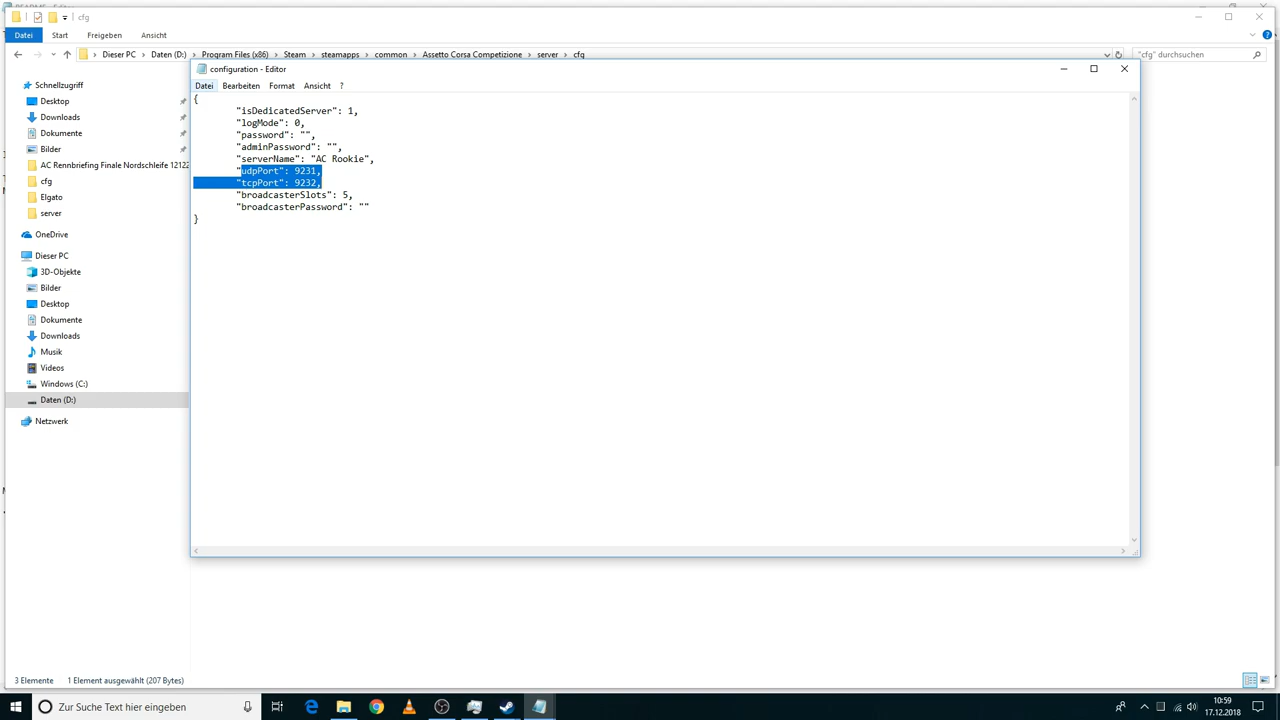 cfg
Datei Start Freigeben Ansicht
Dieser PC > Daten (D:) > Program Files (x86) > Steam > steamapps > common > Assetto Corsa Competizione > server > cfg
"cfg" durchsuchen
configuration - Editor
Datei Bearbeiten Format Ansicht ?
{
"isDedicatedServer": 1,
"logMode": 0,
"password": "",
"adminPassword": "",
"serverName": "AC Rookie",
"udpPort": 9231,
"tcpPort": 9232,
"broadcasterSlots": 5,
"broadcasterPassword": ""
}
Schnellzugriff
Desktop
Downloads
Dokumente
Bilder
AC Rennbriefing Finale Nordschleife 12122
cfg
Elgato
server
OneDrive
Dieser PC
3D-Objekte
Bilder
Desktop
Dokumente
Downloads
Musik
Videos
Windows (C:)
Daten (D:)
Netzwerk
3 Elemente 1 Element ausgewählt (207 Bytes)
Zur Suche Text hier eingeben
10:59
17.12.2018